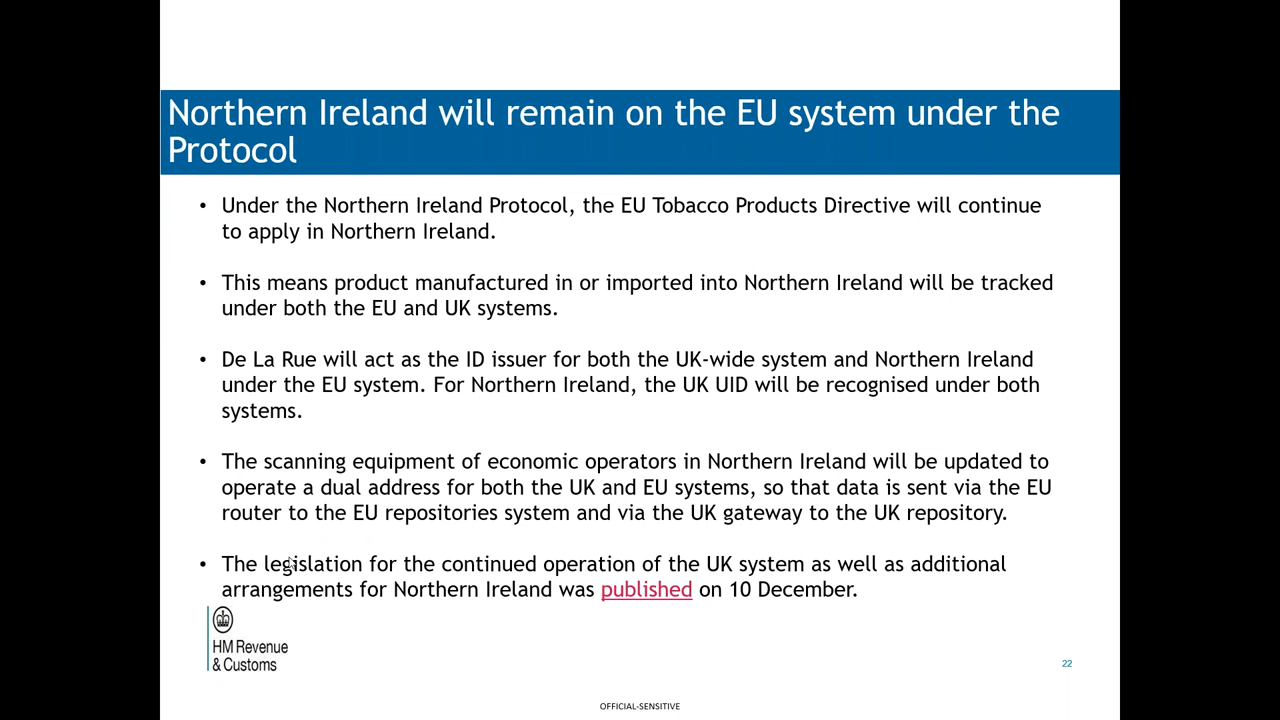 Northern Ireland will remain on the EU system under the
Protocol
• Under the Northern Ireland Protocol, the EU Tobacco Products Directive will continue
to apply in Northern Ireland.
• This means product manufactured in or imported into Northern Ireland will be tracked
under both the EU and UK systems.
• De La Rue will act as the ID issuer for both the UK-wide system and Northern Ireland
under the EU system. For Northern Ireland, the UK UID will be recognised under both
systems.
• The scanning equipment of economic operators in Northern Ireland will be updated to
operate a dual address for both the UK and EU systems, so that data is sent via the EU
router to the EU repositories system and via the UK gateway to the UK repository.
• The legislation for the continued operation of the UK system as well as additional
arrangements for Northern Ireland was published on 10 December.
HM Revenue
& Customs
22
OFFICIAL-SENSITIVE